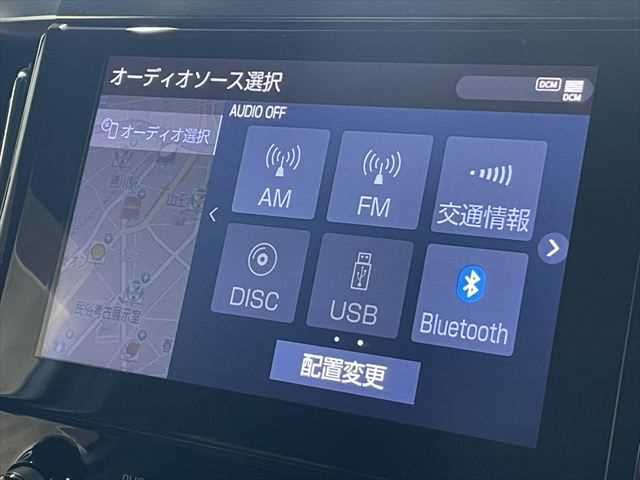 オーディオソース選択
DCM
DCM
AUDIO OFF
オーディオ選択
AM
FM
交通情報
DISC
USB
Bluetooth
配置変更